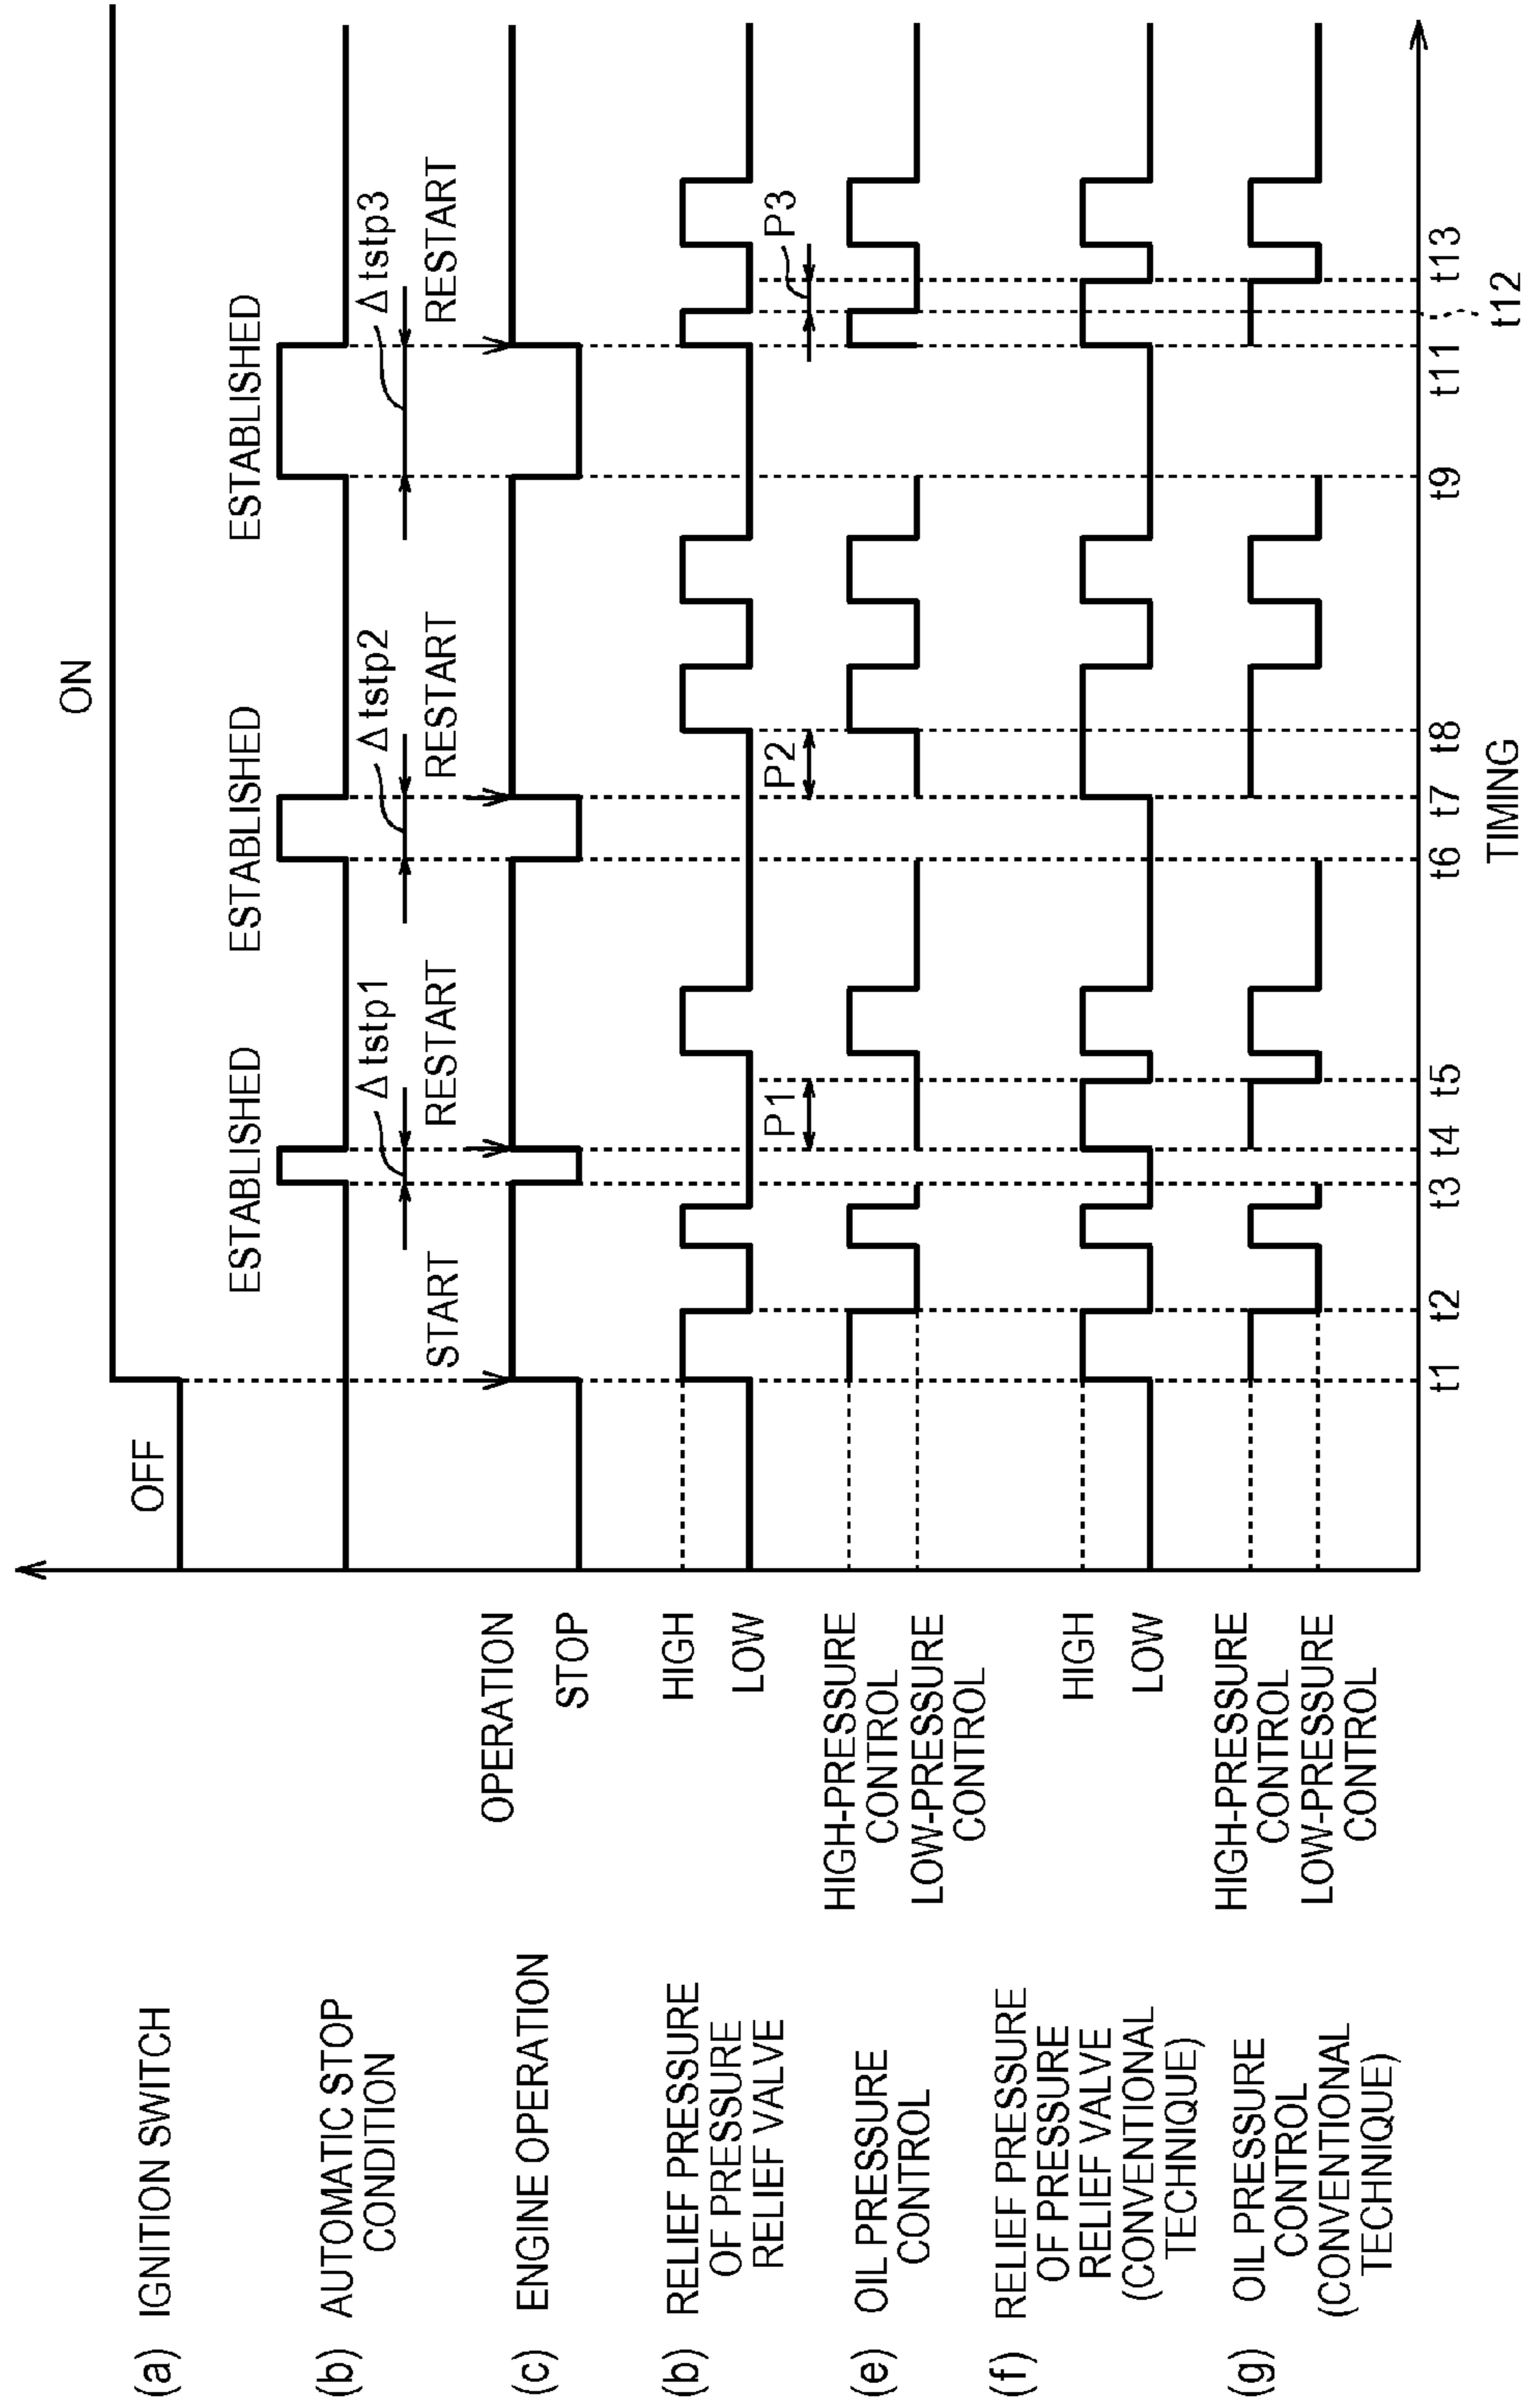 ON
OFF
ESTABLISHED
ESTABLISHED
ESTABLISHED
Δtstp1
Δtstp2
Δtstp3
START
RESTART
RESTART
RESTART
P1
P2
P3
(a) IGNITION SWITCH
(b) AUTOMATIC STOP
CONDITION
(c) ENGINE OPERATION
OPERATION
STOP
(b) RELIEF PRESSURE
OF PRESSURE
RELIEF VALVE
HIGH
LOW
(e) OIL PRESSURE
CONTROL
HIGH-PRESSURE
CONTROL
LOW-PRESSURE
CONTROL
(f) RELIEF PRESSURE
OF PRESSURE
RELIEF VALVE
(CONVENTIONAL
TECHNIQUE)
HIGH
LOW
(g) OIL PRESSURE
CONTROL
(CONVENTIONAL
TECHNIQUE)
HIGH-PRESSURE
CONTROL
LOW-PRESSURE
CONTROL
t1 t2 t3 t4 t5 t6 t7 t8 t9 t11 t13
t12
TIMING